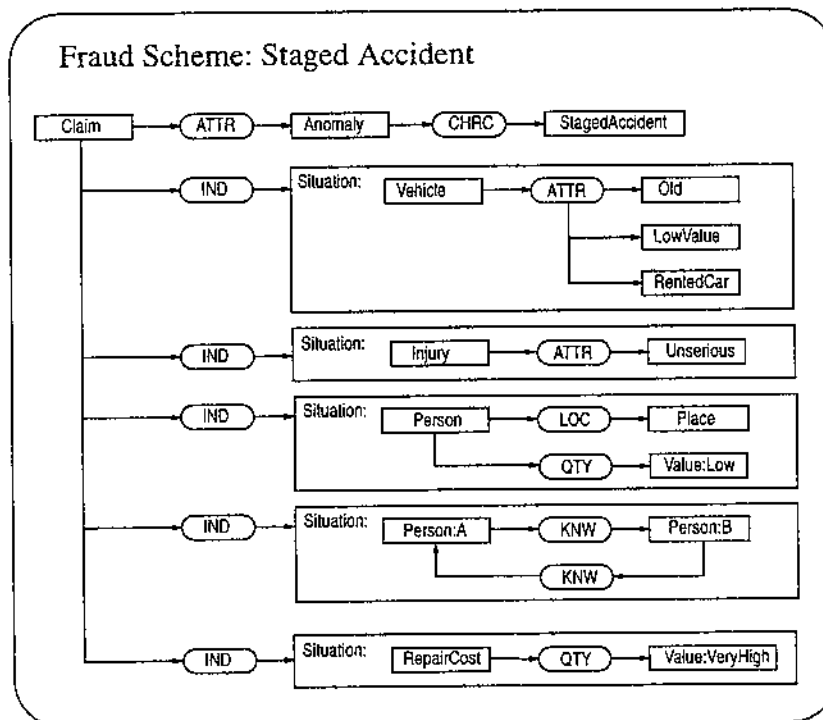 Fraud Scheme: Staged Accident
Claim ATTR Anomaly CHRC StagedAccident
IND Situation: Vehicle ATTR Old
LowValue
RentedCar
IND Situation: Injury ATTR Unserious
IND Situation: Person LOC Place
QTY Value:Low
IND Situation: Person:A KNW Person:B
KNW
IND Situation: RepairCost QTY Value:VeryHigh